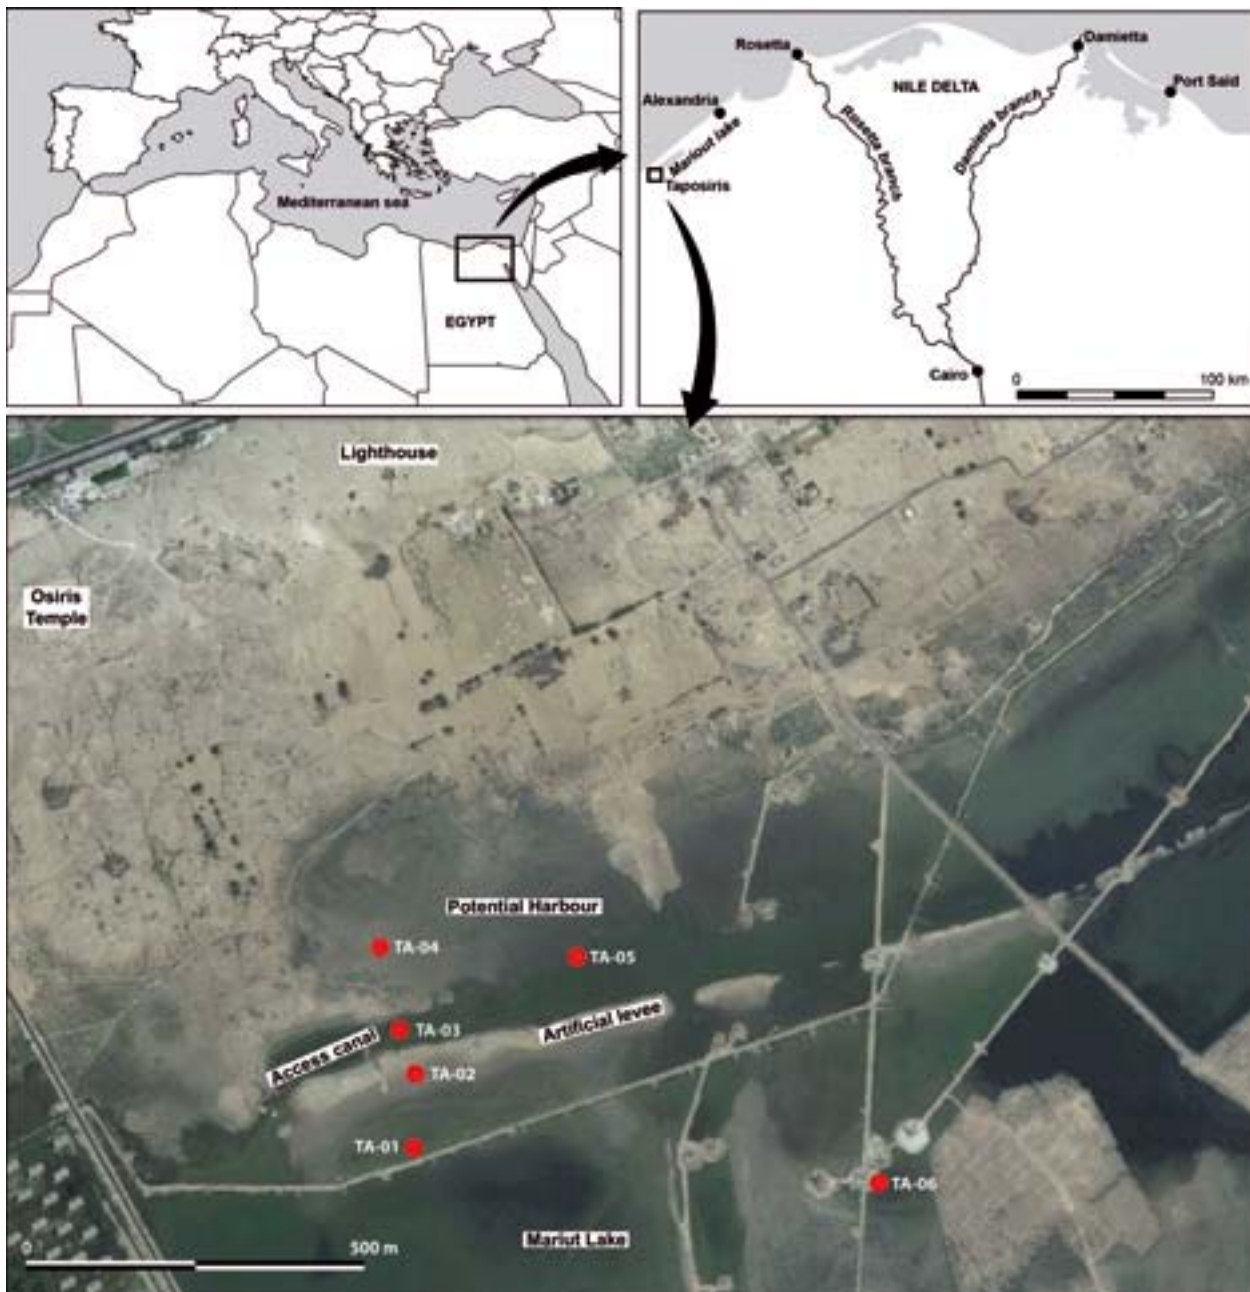 Mediterranean sea
EGYPT
Rosetta
Damietta
NILE DELTA
Port Said
Alexandria
Mariout lake
Rosetta branch
Damietta branch
Taposiris
Cairo
0
100 km
Lighthouse
Osiris
Temple
Potential Harbour
TA-04
TA-05
Artificial levee
TA-03
Access canal
TA-02
TA-01
TA-06
0
500 m
Mariut Lake